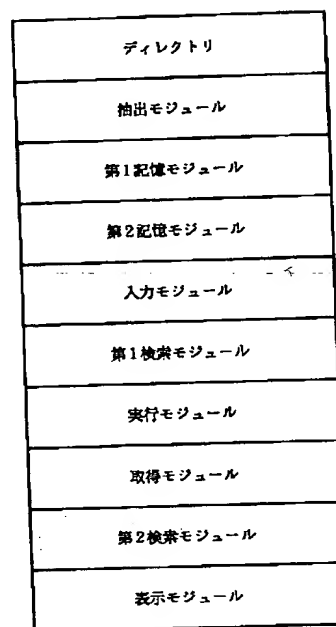 ディレクトリ
抽出モジュール
第1記憶モジュール
第2記憶モジュール
入力モジュール
第1検索モジュール
実行モジュール
取得モジュール
第2検索モジュール
表示モジュール